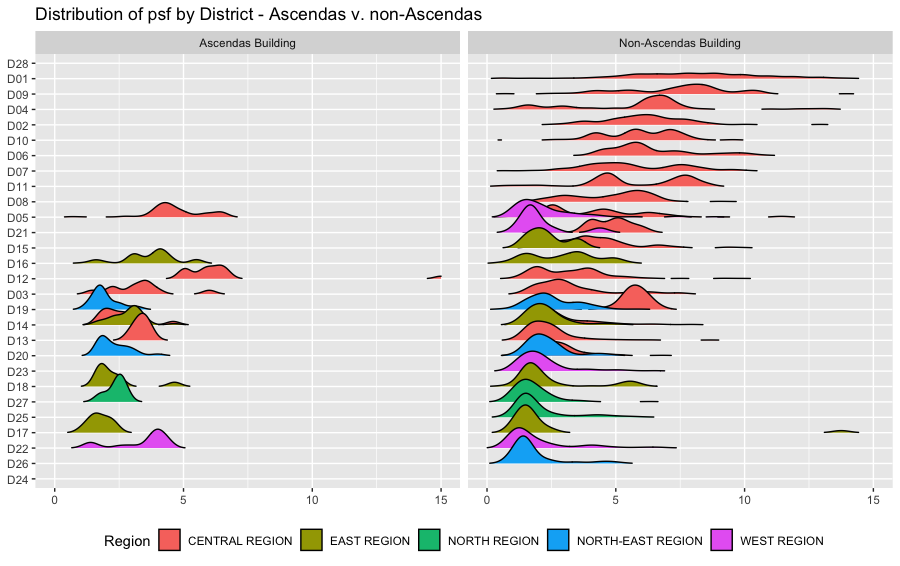 Distribution of psf by District - Ascendas v. non-Ascendas
Ascendas Building
Non-Ascendas Building
D28
D01
D09
D04
D02
D10
D06
D07
D11
D08
D05
D21
D15
D16
D12
D03
D19
D14
D13
D20
D23
D18
D27
D25
D17
D22
D26
D24
0 5 10 15 0 5 10 15
Region CENTRAL REGION EAST REGION NORTH REGION NORTH-EAST REGION WEST REGION